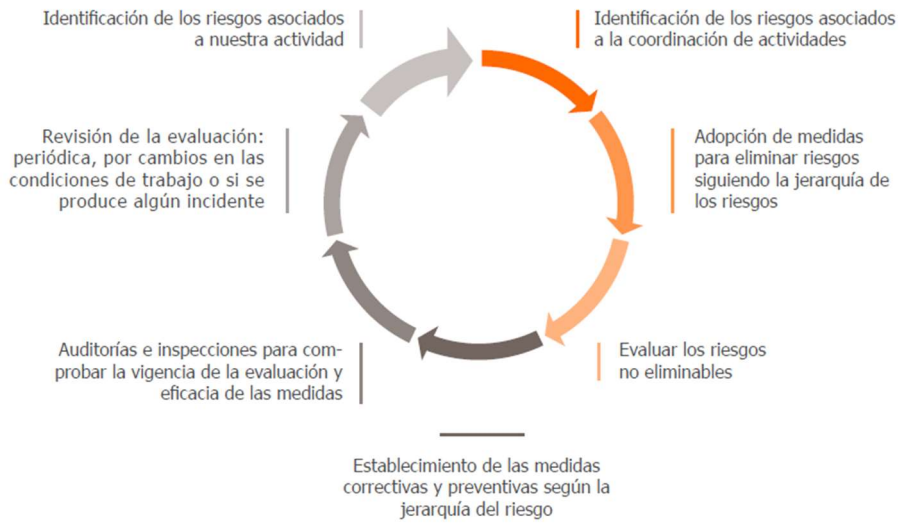 Identificación de los riesgos asociados
a nuestra actividad
Identificación de los riesgos asociados
a la coordinación de actividades
Revisión de la evaluación:
periódica, por cambios en las
condiciones de trabajo o si se
produce algún incidente
Adopción de medidas
para eliminar riesgos
siguiendo la jerarquía de
los riesgos
Auditorías e inspecciones para com-
probar la vigencia de la evaluación y
eficacia de las medidas
Evaluar los riesgos
no eliminables
Establecimiento de las medidas
correctivas y preventivas según la
jerarquía del riesgo